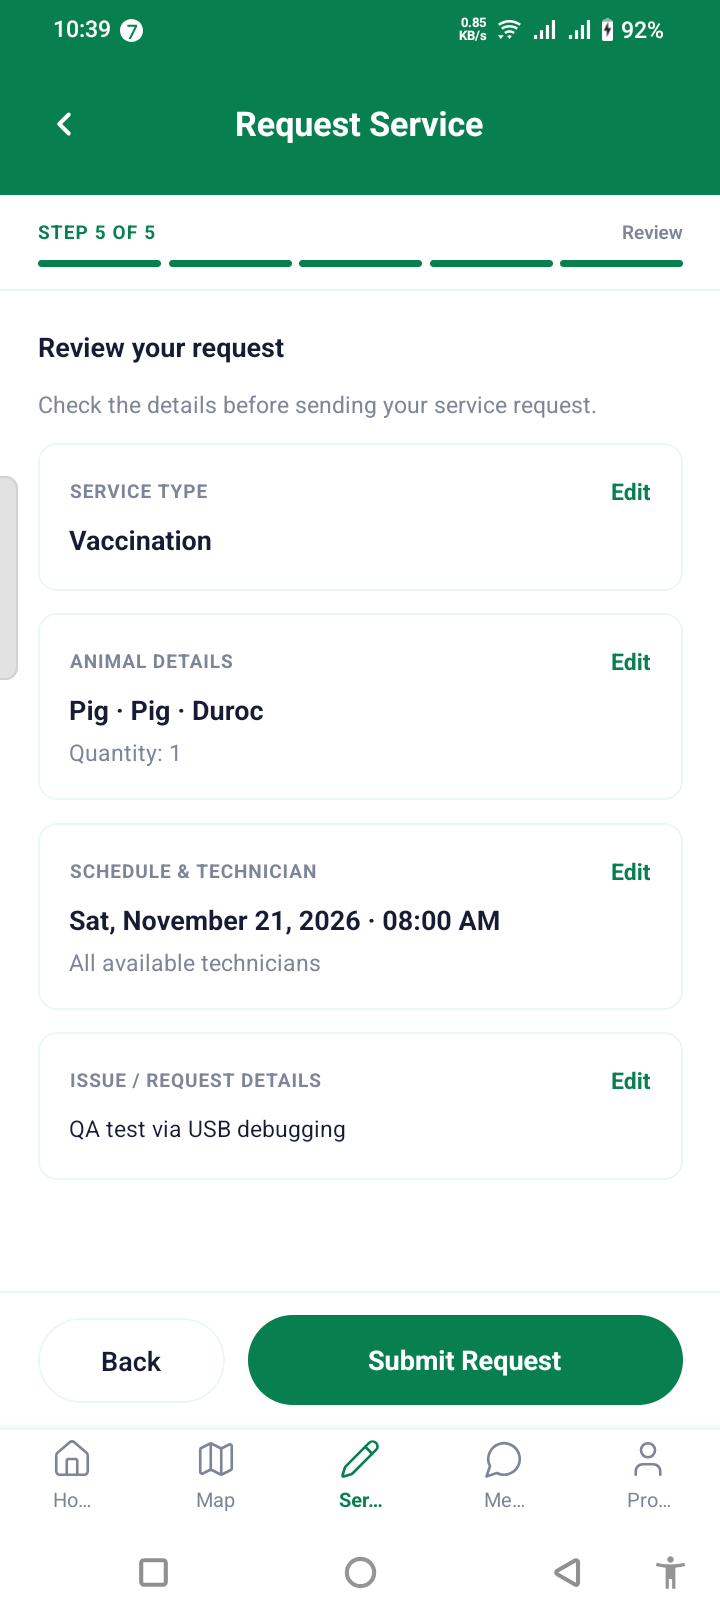 10:39 7 0.85 KB/s 92%
Request Service
STEP 5 OF 5 Review
Review your request
Check the details before sending your service request.
SERVICE TYPE Edit
Vaccination
ANIMAL DETAILS Edit
Pig · Pig · Duroc
Quantity: 1
SCHEDULE & TECHNICIAN Edit
Sat, November 21, 2026 · 08:00 AM
All available technicians
ISSUE / REQUEST DETAILS Edit
QA test via USB debugging
Back Submit Request
Ho... Map Ser... Me... Pro...